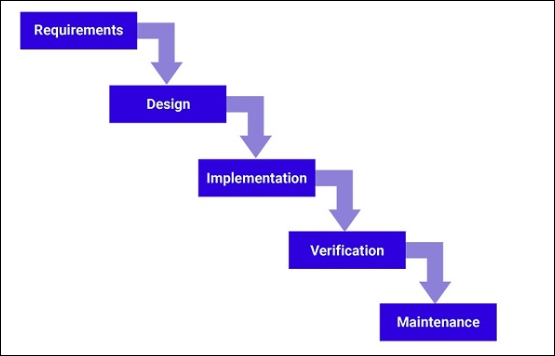 Requirements
Design
Implementation
Verification
Maintenance